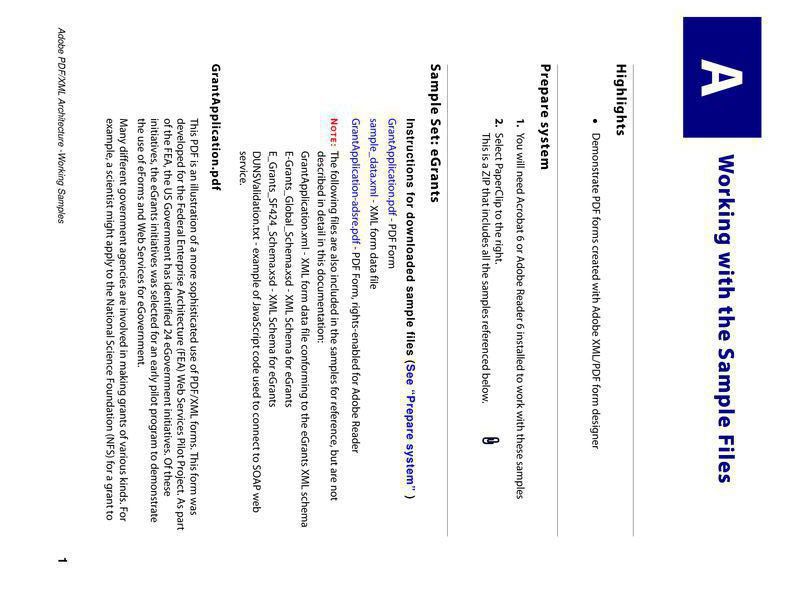 A
Working with the Sample Files
Highlights
• Demonstrate PDF forms created with Adobe XML/PDF form designer
Prepare system
1. You will need Acrobat 6 or Adobe Reader 6 installed to work with these samples
2. Select PaperClip to the right.
This is a ZIP that includes all the samples referenced below.
Sample Set: eGrants
Instructions for downloaded sample files (See “Prepare system” )
GrantApplication.pdf - PDF Form
sample_data.xml - XML form data file
GrantApplication-adsre.pdf - PDF Form, rights-enabled for Adobe Reader
NOTE: The following files are also included in the samples for reference, but are not
described in detail in this documentation:
GrantApplication.xml - XML form data file conforming to the eGrants XML schema
E-Grants_Global_Schema.xsd - XML Schema for eGrants
E_Grants_SF424_Schema.xsd - XML Schema for eGrants
DUNSValidation.txt - example of JavaScript code used to connect to SOAP web
service.
GrantApplication.pdf
This PDF is an illustration of a more sophisticated use of PDF/XML forms. This form was
developed for the Federal Enterprise Architecture (FEA) Web Services Pilot Project. As part
of the FEA, the US Government has identified 24 eGovernment initiatives. Of these
initiatives, the eGrants initiatives was selected for an early pilot program to demonstrate
the use of eForms and Web Services for eGovernment.
Many different government agencies are involved in making grants of various kinds. For
example, a scientist might apply to the National Science Foundation (NFS) for a grant to
Adobe PDF/XML Architecture - Working Samples
1